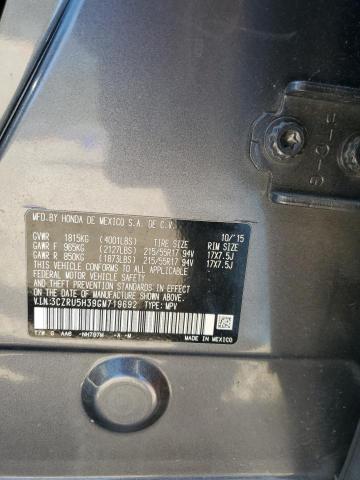 MFD.BY HONDA DE MEXICO S.A. DE C.V. 10/'15
GVWR 1815KG (4001LBS) TIRE SIZE RIM SIZE
GAWR F 965KG (2127LBS) 215/55R17 94V 17X7.5J
GAWR R 850KG (1873LBS) 215/55R17 94V 17X7.5J
THIS VEHICLE CONFORMS TO ALL APPLICABLE
FEDERAL MOTOR VEHICLE SAFETY AND THEFT
PREVENTION STANDARDS IN EFFECT ON THE DATE
OF MANUFACTURE SHOWN ABOVE.
V.I.N:3CZRU5H39GM719692 TYPE: MPV
T7W G AA6 -NH797M -A -M
MADE IN MEXICO